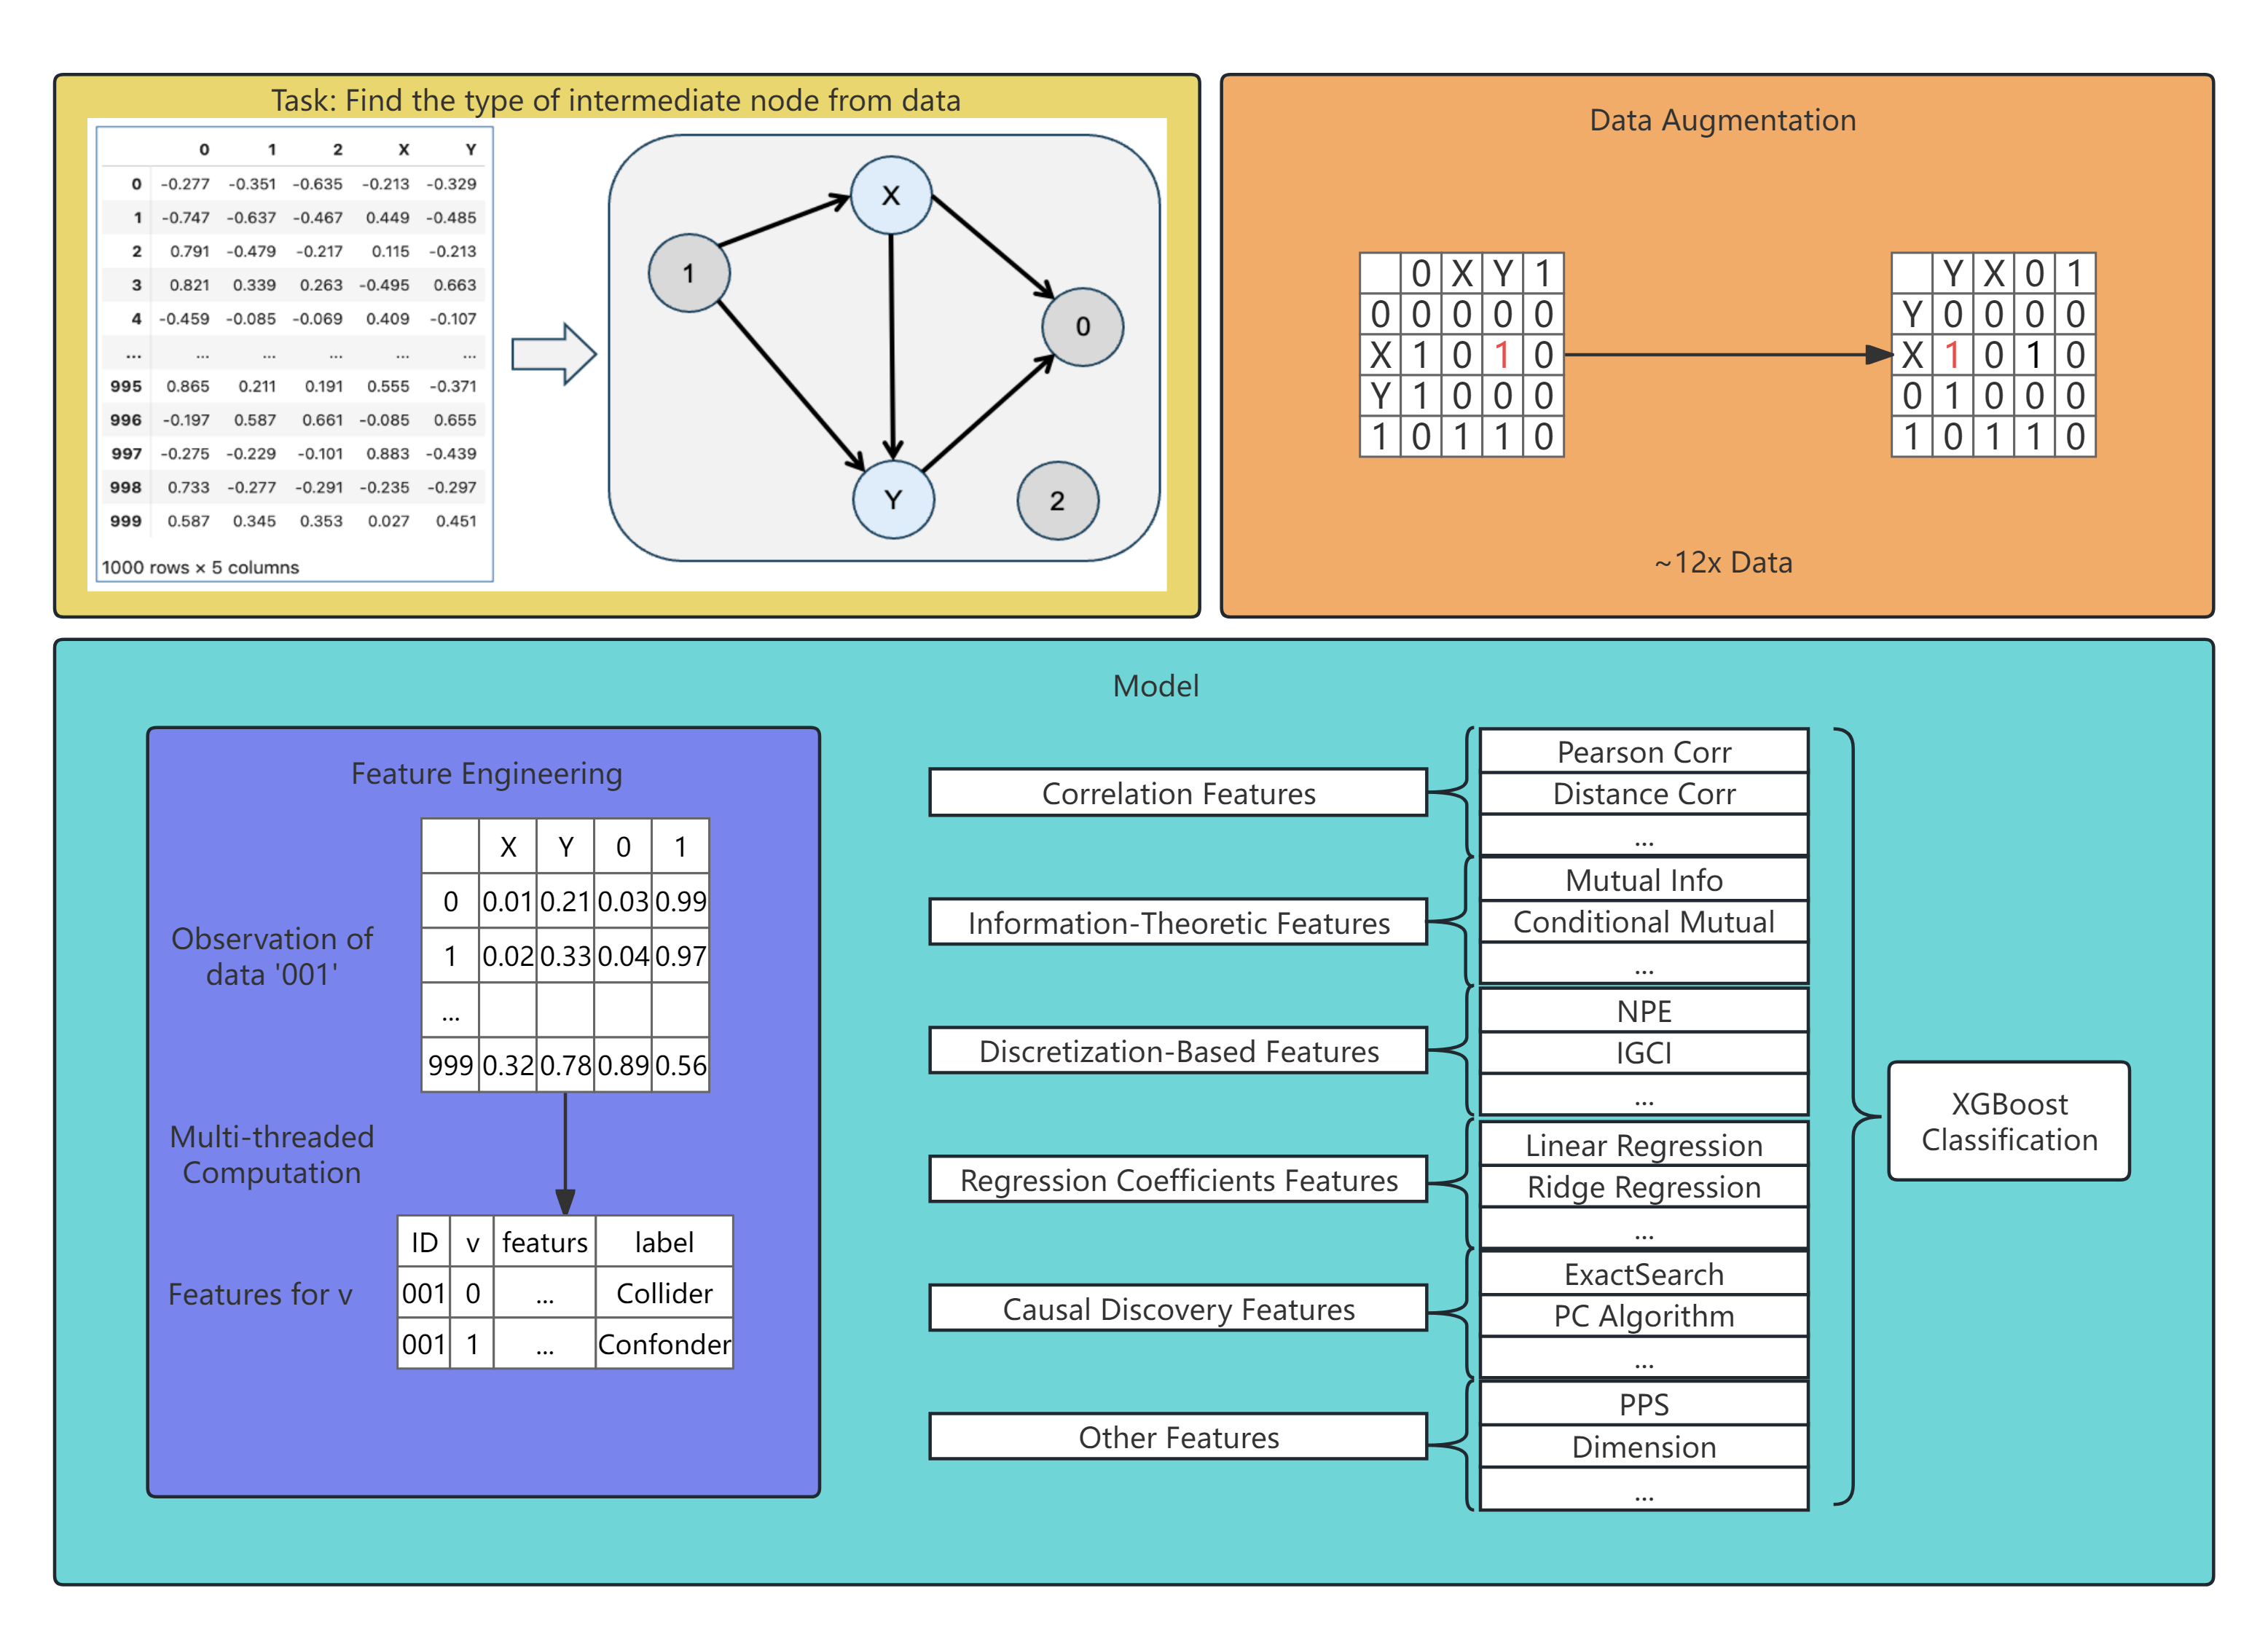 Task: Find the type of intermediate node from data
0 1 2 X Y
0 -0.277 -0.351 -0.635 -0.213 -0.329
1 -0.747 -0.637 -0.467 0.449 -0.485
2 0.791 -0.479 -0.217 0.115 -0.213
3 0.821 0.339 0.263 -0.495 0.663
4 -0.459 -0.085 -0.069 0.409 -0.107
... ... ... ... ... ...
995 0.865 0.211 0.191 0.555 -0.371
996 -0.197 0.587 0.661 -0.085 0.655
997 -0.275 -0.229 -0.101 0.883 -0.439
998 0.733 -0.277 -0.291 -0.235 -0.297
999 0.587 0.345 0.353 0.027 0.451
1000 rows × 5 columns
X
1
0
Y
2
Data Augmentation
0 X Y 1
0 0 0 0 0
X 1 0 1 0
Y 1 0 0 0
1 0 1 1 0
Y X 0 1
Y 0 0 0 0
X 1 0 1 0
0 1 0 0 0
1 0 1 1 0
~12x Data
Model
Feature Engineering
X Y 0 1
0 0.01 0.21 0.03 0.99
1 0.02 0.33 0.04 0.97
...
999 0.32 0.78 0.89 0.56
Observation of
data '001'
Multi-threaded
Computation
Features for v
ID v featurs label
001 0 ... Collider
001 1 ... Confonder
Correlation Features
Pearson Corr
Distance Corr
...
Information-Theoretic Features
Mutual Info
Conditional Mutual
...
Discretization-Based Features
NPE
IGCI
...
Regression Coefficients Features
Linear Regression
Ridge Regression
...
Causal Discovery Features
ExactSearch
PC Algorithm
...
Other Features
PPS
Dimension
...
XGBoost
Classification